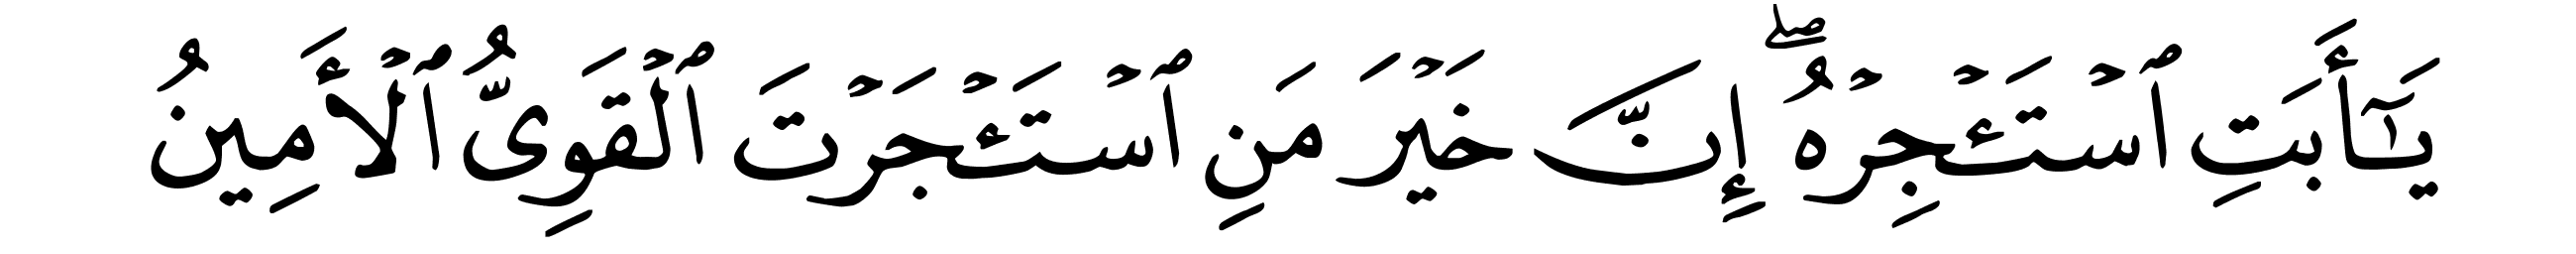 يَٰٓأَبَتِ ٱسۡتَـٔۡجِرۡهُۖ إِنَّ خَيۡرَ مَنِ ٱسۡتَـٔۡجَرۡتَ ٱلۡقَوِيُّ ٱلۡأَمِينُ